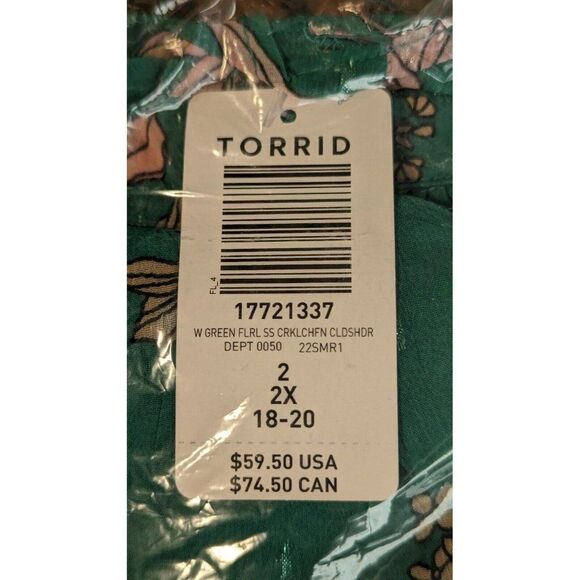 TORRID
FL_4
17721337
W GREEN FLRL SS CRKLCHFN CLDSHDR
DEPT 0050 22SMR1
2
2X
18-20
$59.50 USA
$74.50 CAN